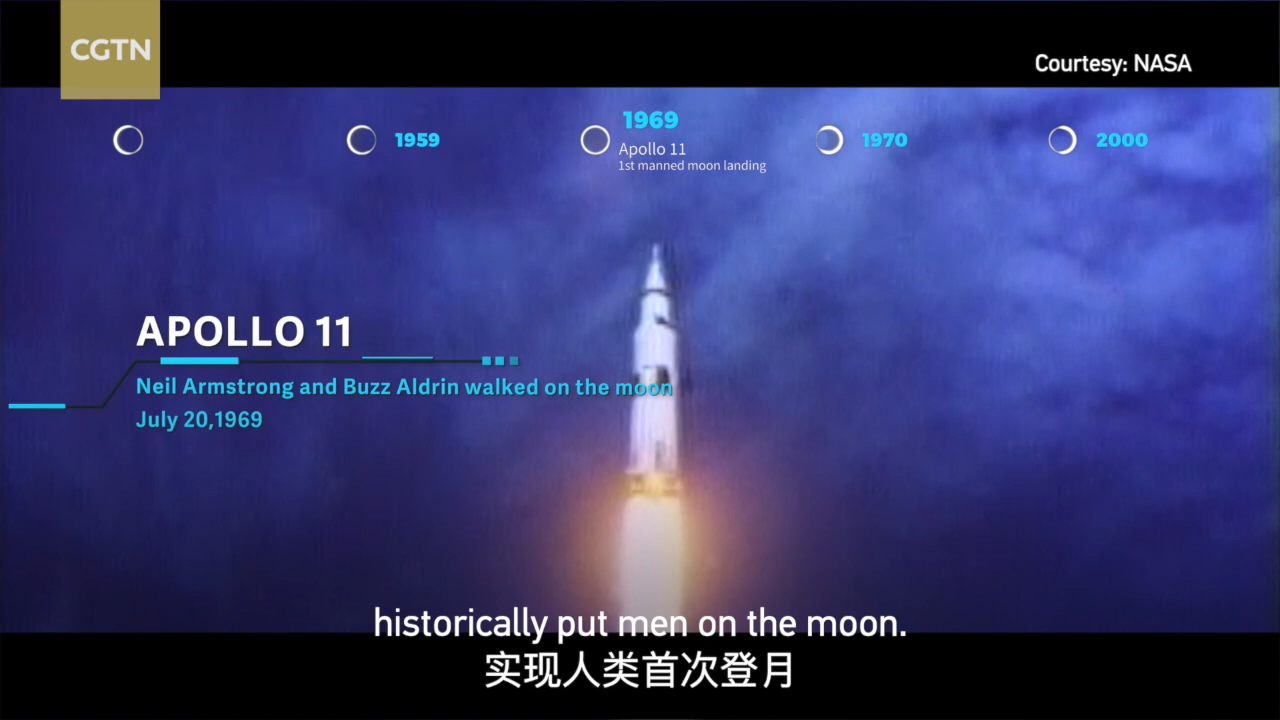 CGTN
Courtesy: NASA
1959
1969
Apollo 11
1st manned moon landing
1970
2000
APOLLO 11
Neil Armstrong and Buzz Aldrin walked on the moon
July 20,1969
historically put men on the moon.
实现人类首次登月